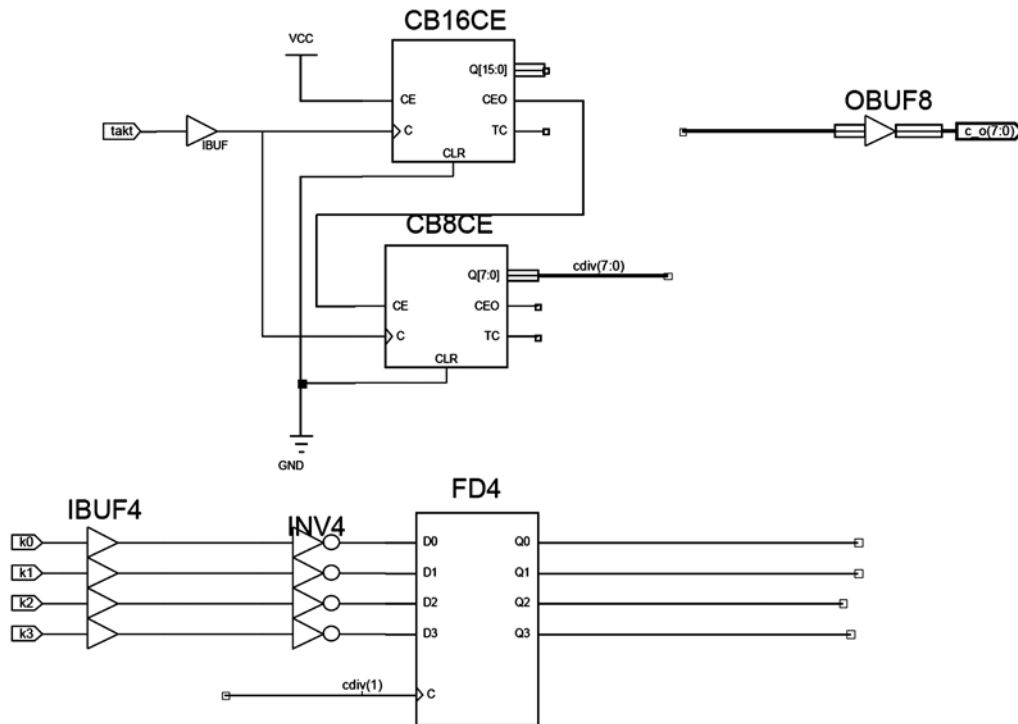 CB16CE
VCC
Q[15:0]
CE
CEO
OBUF8
takt
IBUF
C
TC
c_o(7:0)
CLR
CB8CE
Q[7:0]
cdiv(7:0)
CE
CEO
C
TC
CLR
GND
IBUF4
INV4
FD4
k0
D0
Q0
k1
D1
Q1
k2
D2
Q2
k3
D3
Q3
cdiv(1)
C